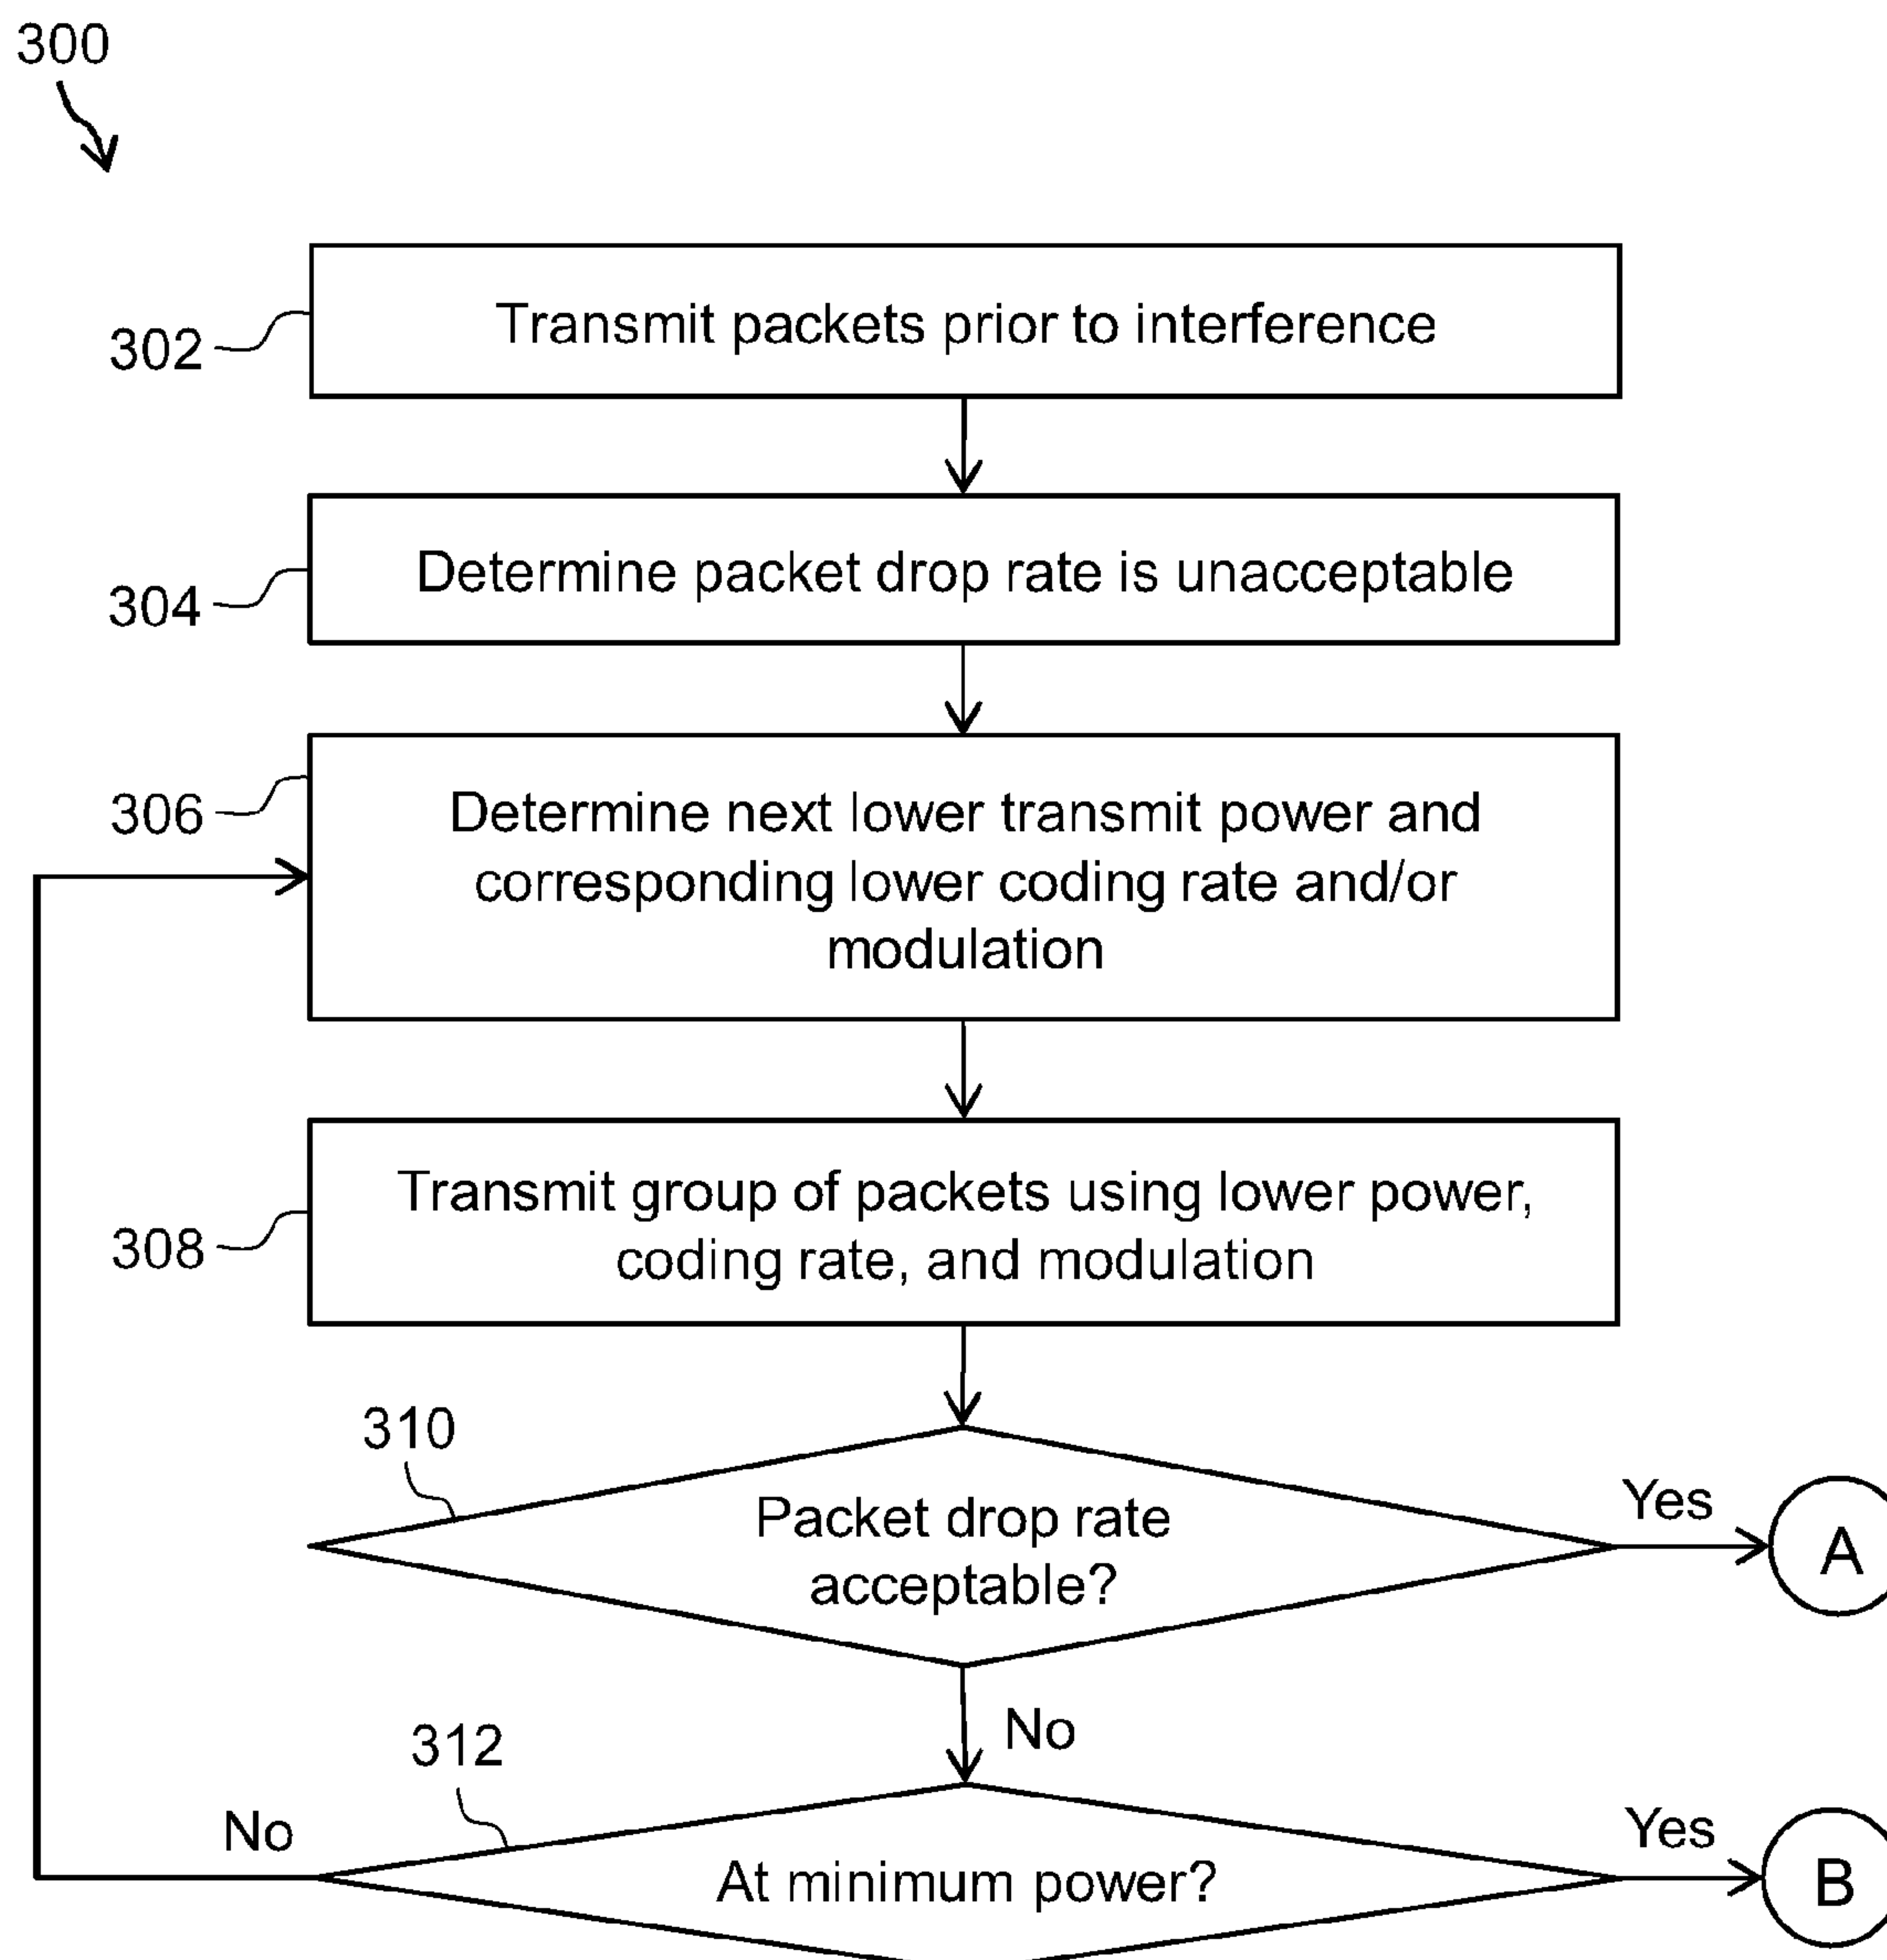 300
302
Transmit packets prior to interference
304
Determine packet drop rate is unacceptable
306
Determine next lower transmit power and
corresponding lower coding rate and/or
modulation
308
Transmit group of packets using lower power,
coding rate, and modulation
310
Packet drop rate
acceptable?
Yes
A
No
312
No
At minimum power?
Yes
B